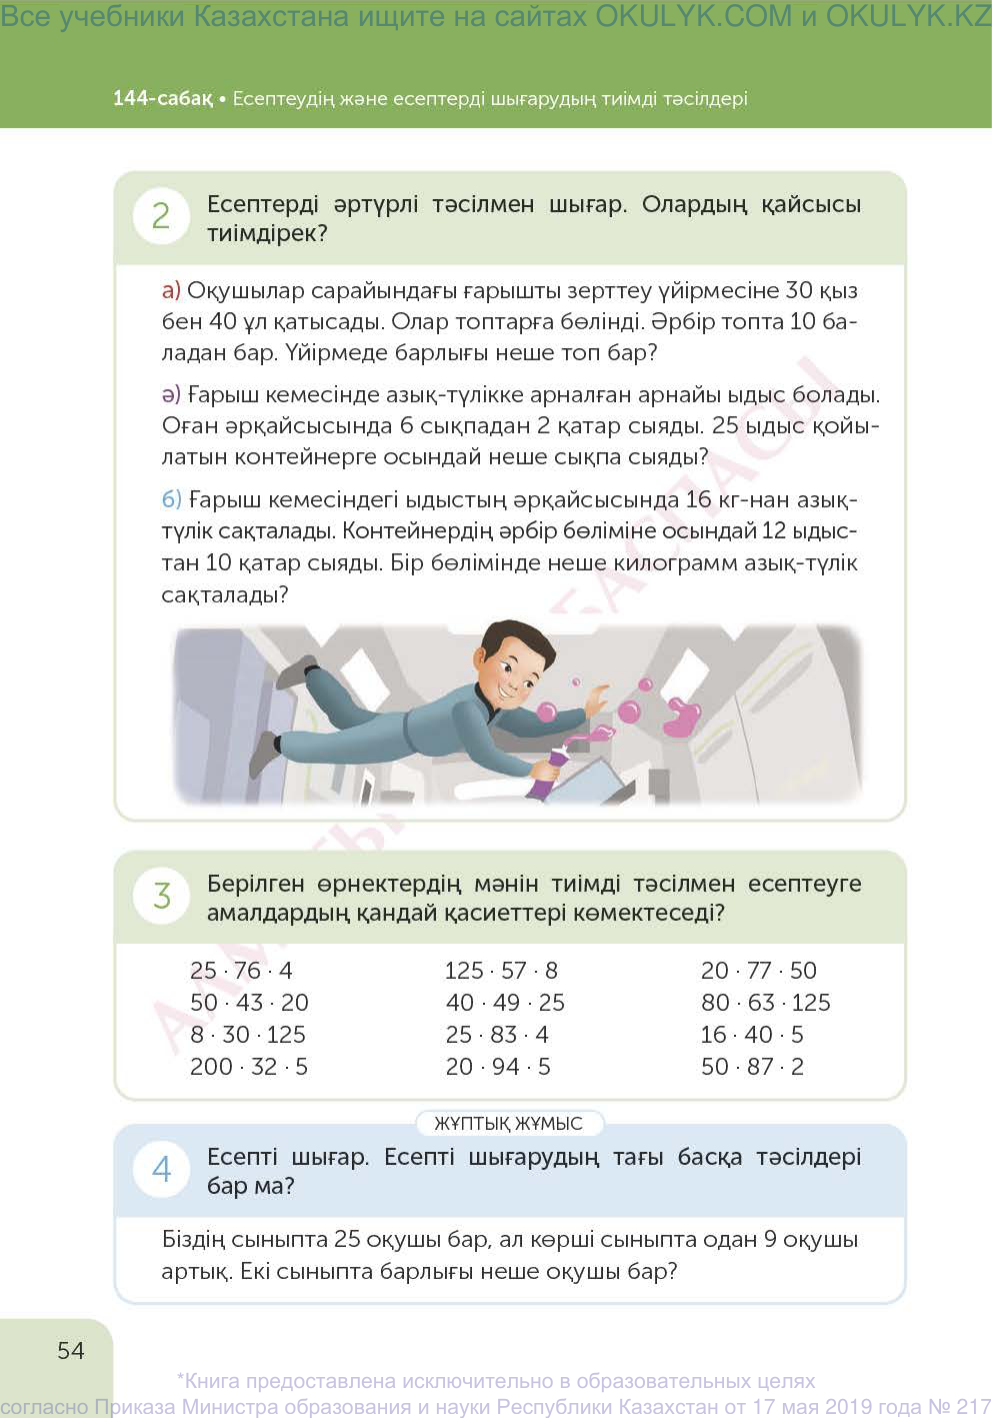 Все учебники Казахстана ищите на сайтах OKULYK.COM и OKULYK.KZ
144-сабақ • Есептеудің және есептерді шығарудың тиімді тәсілдері
2
Есептерді әртүрлі тәсілмен шығар. Олардың қайсысы
тиімдірек?
а) Оқушылар сарайындағы ғарышты зерттеу үйірмесіне 30 қыз
бен 40 ұл қатысады. Олар топтарға бөлінді. Әрбір топта 10 ба-
ладан бар. Үйірмеде барлығы неше топ бар?
ә) Ғарыш кемесінде азық-түлікке арналған арнайы ыдыс болады.
Оған әрқайсысында 6 сықпадан 2 қатар сыяды. 25 ыдыс қойы-
латын контейнерге осындай неше сықпа сыяды?
б) Ғарыш кемесіндегі ыдыстың әрқайсысында 16 кг-нан азық-
түлік сақталады. Контейнердің әрбір бөліміне осындай 12 ыдыс-
тан 10 қатар сыяды. Бір бөлімінде неше килограмм азық-түлік
сақталады?
3
Берілген өрнектердің мәнін тиімді тәсілмен есептеуге
амалдардың қандай қасиеттері көмектеседі?
25 · 76 · 4 125 · 57 · 8 20 · 77 · 50
50 · 43 · 20 40 · 49 · 25 80 · 63 · 125
8 · 30 · 125 25 · 83 · 4 16 · 40 · 5
200 · 32 · 5 20 · 94 · 5 50 · 87 · 2
ЖҰПТЫҚ ЖҰМЫС
4
Есепті шығар. Есепті шығарудың тағы басқа тәсілдері
бар ма?
Біздің сыныпта 25 оқушы бар, ал көрші сыныпта одан 9 оқушы
артық. Екі сыныпта барлығы неше оқушы бар?
54
*Книга предоставлена исключительно в образовательных целях
согласно Приказа Министра образования и науки Республики Казахстан от 17 мая 2019 года № 217